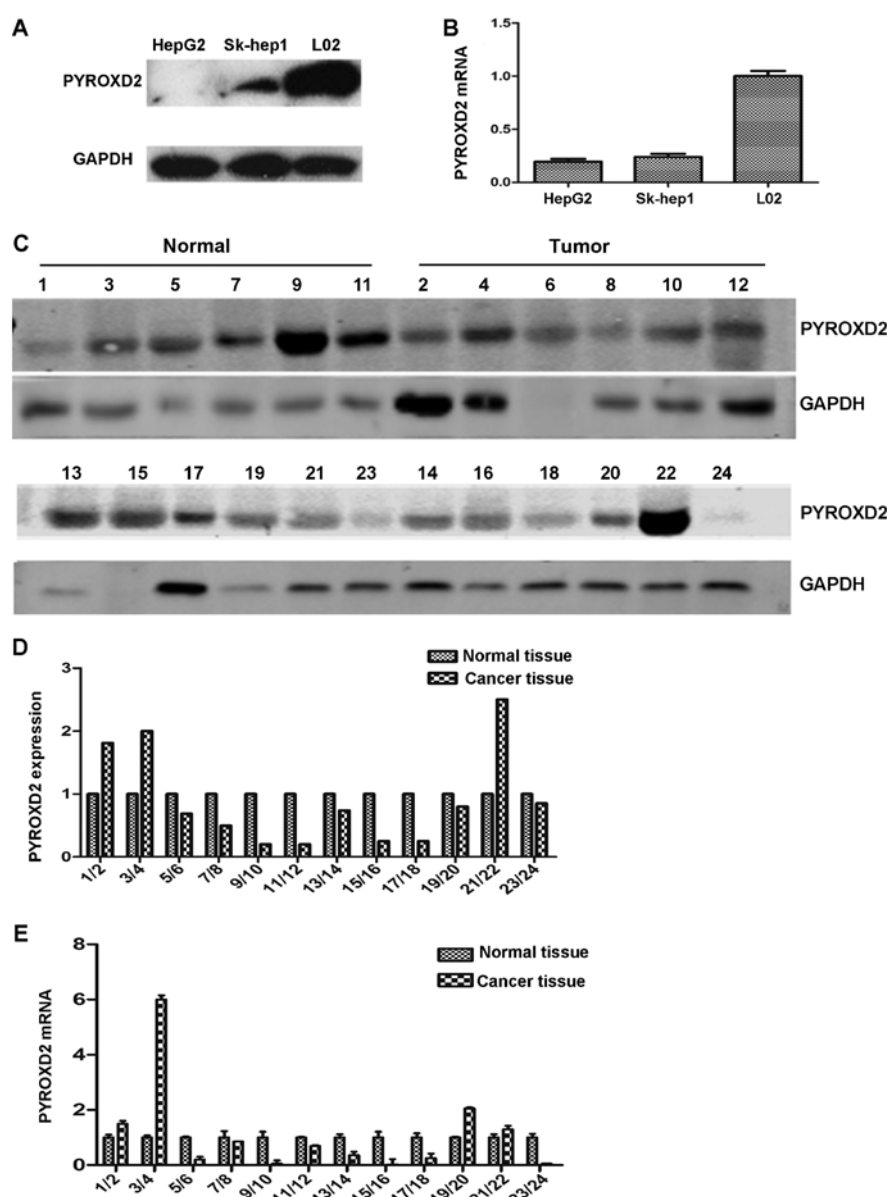 A
HepG2 Sk-hep1 L02
PYROXD2
GAPDH
B
PYROXD2 mRNA
1.5
1.0
0.5
0.0
HepG2 Sk-hep1 L02
C
Normal Tumor
1 3 5 7 9 11 2 4 6 8 10 12
PYROXD2
GAPDH
13 15 17 19 21 23 14 16 18 20 22 24
PYROXD2
GAPDH
D
Normal tissue
Cancer tissue
PYROXD2 expression
3
2
1
0
1/2 3/4 5/6 7/8 9/10 11/12 13/14 15/16 17/18 19/20 21/22 23/24
E
Normal tissue
Cancer tissue
PYROXD2 mRNA
8
6
4
2
0
1/2 3/4 5/6 7/8 9/10 11/12 13/14 15/16 17/18 19/20 21/22 23/24